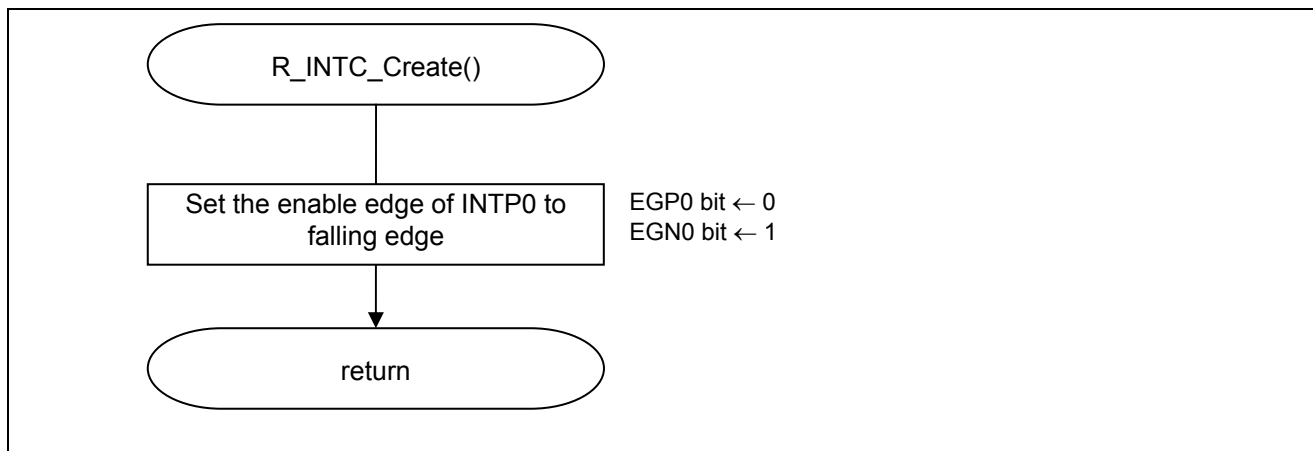 R_INTC_Create()
Set the enable edge of INTP0 to
falling edge
EGP0 bit ← 0
EGN0 bit ← 1
return